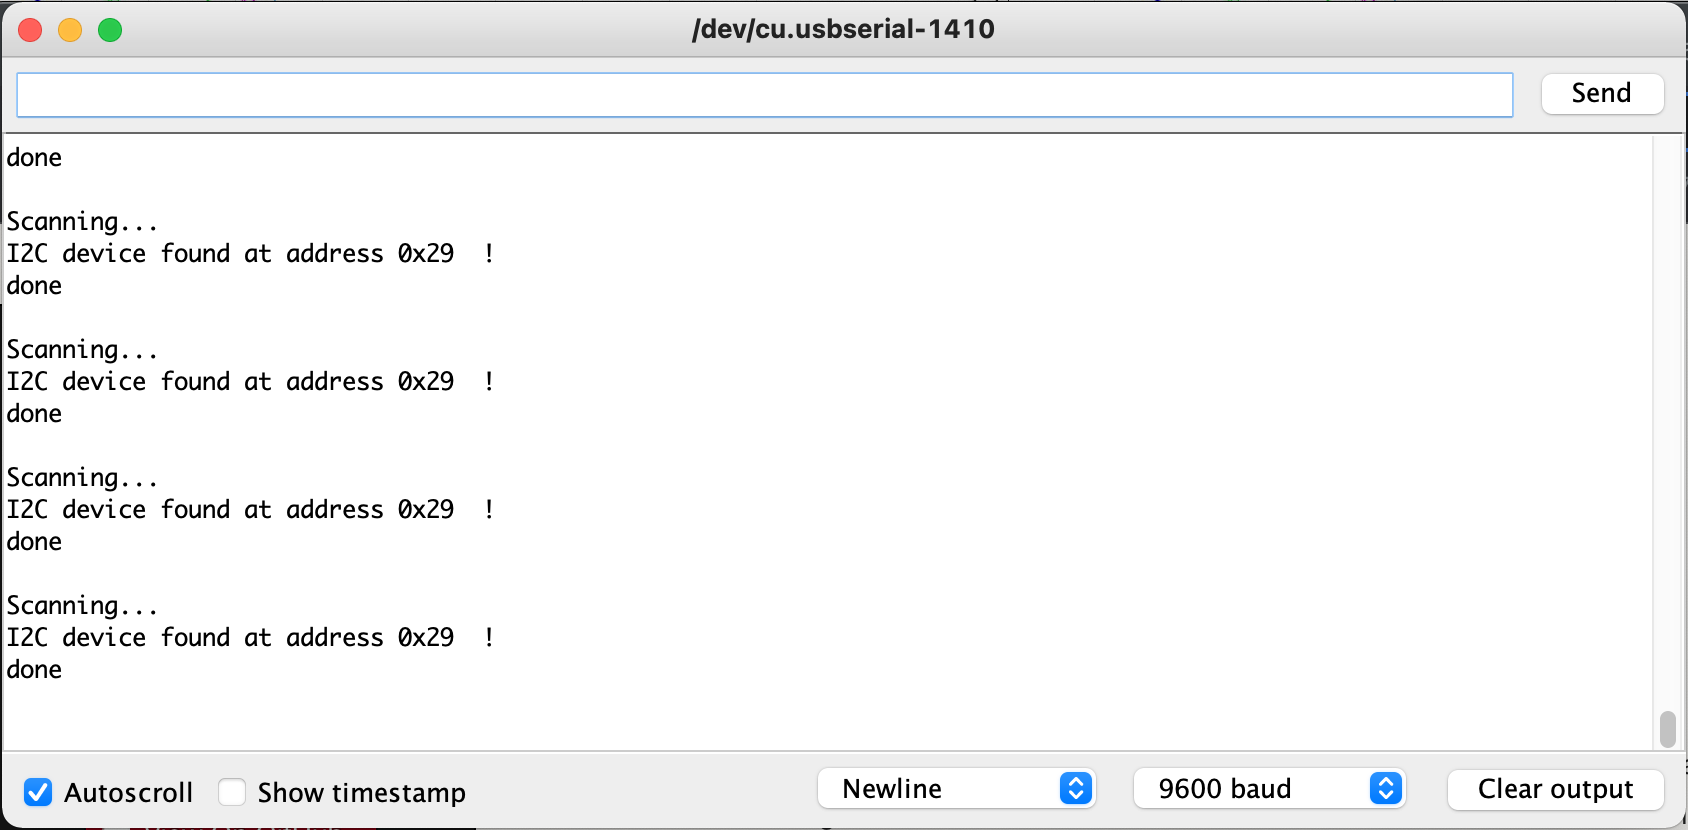 /dev/cu.usbserial-1410
Send
done
Scanning...
I2C device found at address 0x29  !
done
Scanning...
I2C device found at address 0x29  !
done
Scanning...
I2C device found at address 0x29  !
done
Scanning...
I2C device found at address 0x29  !
done
Autoscroll Show timestamp Newline 9600 baud Clear output